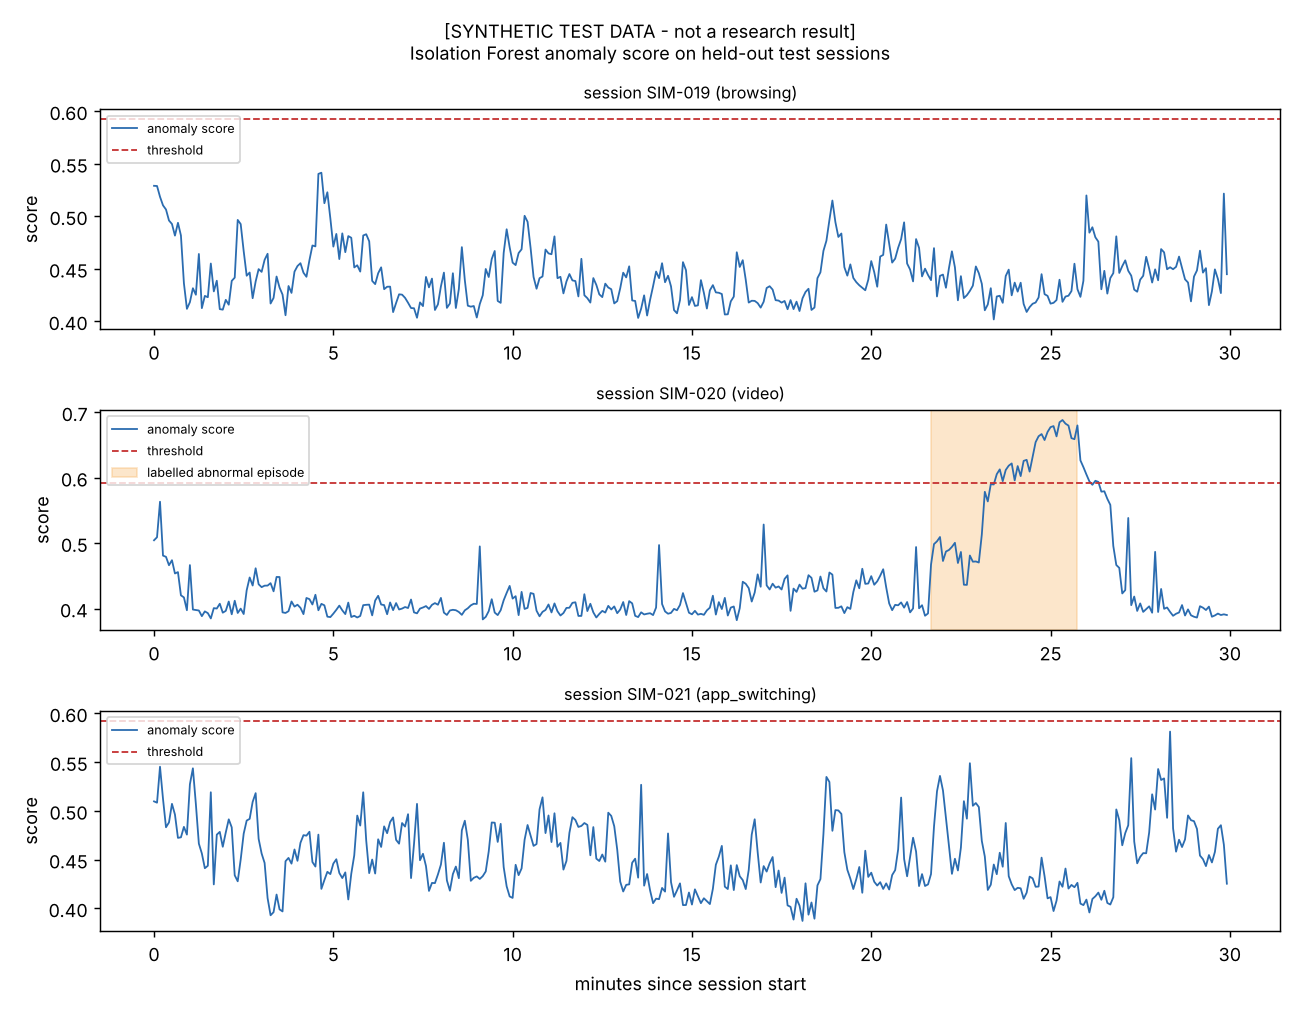 [SYNTHETIC TEST DATA - not a research result]
Isolation Forest anomaly score on held-out test sessions
session SIM-019 (browsing)
0.60
0.55
0.50
0.45
0.40
score
anomaly score
threshold
0 5 10 15 20 25 30
session SIM-020 (video)
0.7
0.6
0.5
0.4
score
anomaly score
threshold
labelled abnormal episode
0 5 10 15 20 25 30
session SIM-021 (app_switching)
0.60
0.55
0.50
0.45
0.40
score
anomaly score
threshold
0 5 10 15 20 25 30
minutes since session start